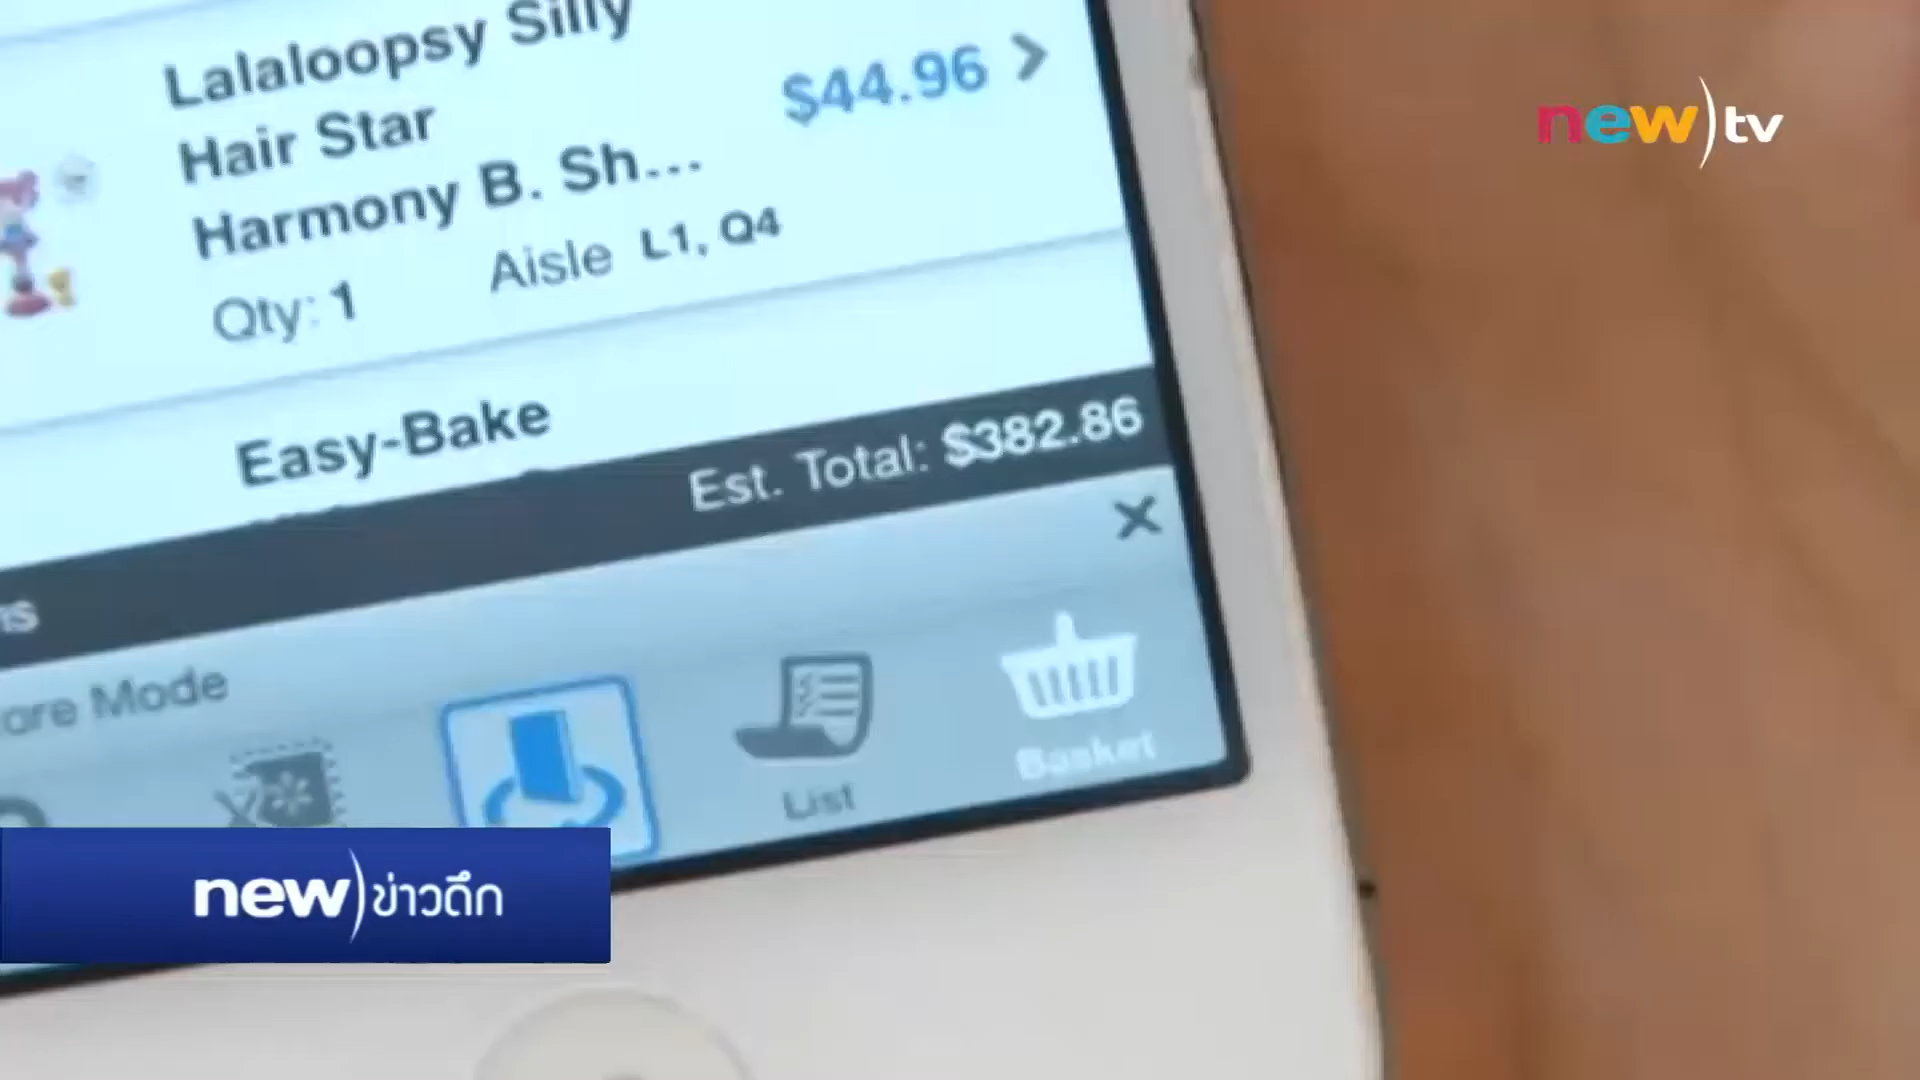 Lalaloopsy Silly
Hair Star
Harmony B. Sh...
$44.96
Qty: 1
Aisle L1, Q4
Easy-Bake
Est. Total: $382.86
Mode
List
Basket
new)tv
new)ข่าวดึก